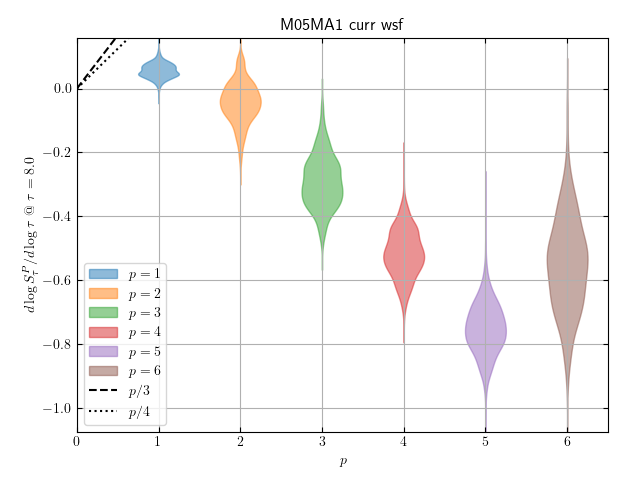 M05MA1 curr wsf
d log S_τ^p/d log τ @ τ = 8.0
0.0
−0.2
−0.4
−0.6
−0.8
−1.0
p = 1
p = 2
p = 3
p = 4
p = 5
p = 6
p/3
p/4
0 1 2 3 4 5 6
p